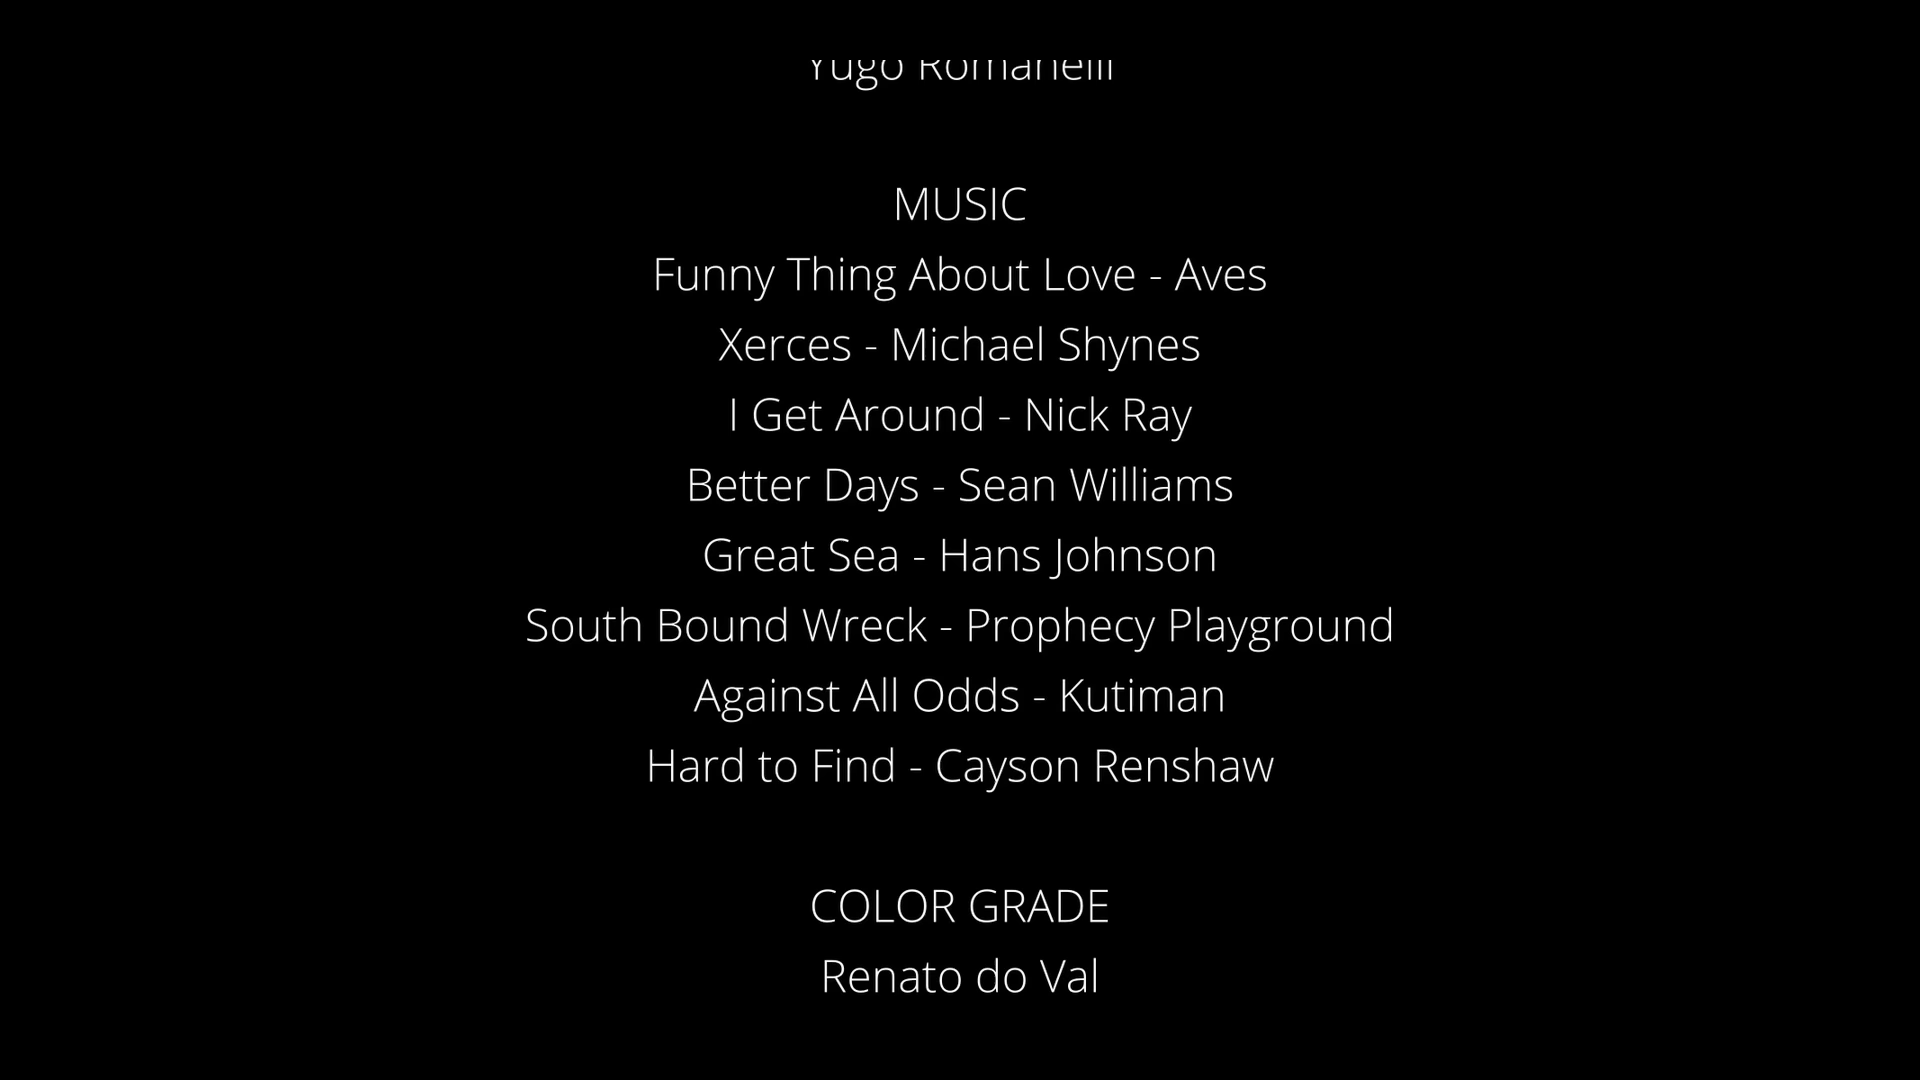 Yugo Romanelli
MUSIC
Funny Thing About Love - Aves
Xerces - Michael Shynes
I Get Around - Nick Ray
Better Days - Sean Williams
Great Sea - Hans Johnson
South Bound Wreck - Prophecy Playground
Against All Odds - Kutiman
Hard to Find - Cayson Renshaw
COLOR GRADE
Renato do Val